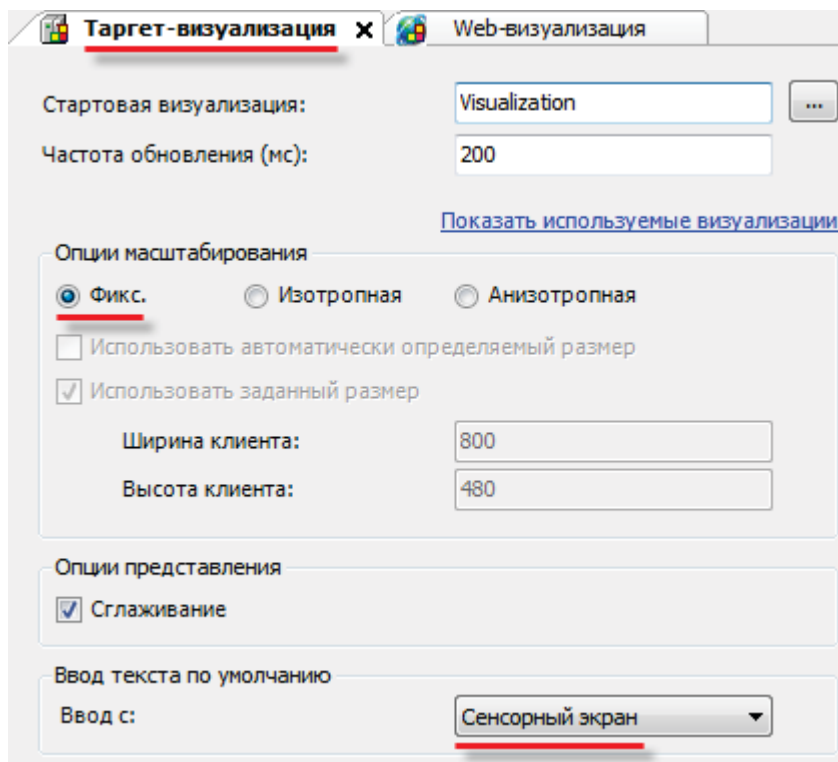 Таргет-визуализация x Web-визуализация
Стартовая визуализация: Visualization ...
Частота обновления (мс): 200
Показать используемые визуализации
Опции масштабирования
Фикс. Изотропная Анизотропная
Использовать автоматически определяемый размер
Использовать заданный размер
Ширина клиента: 800
Высота клиента: 480
Опции представления
Сглаживание
Ввод текста по умолчанию
Ввод с: Сенсорный экран